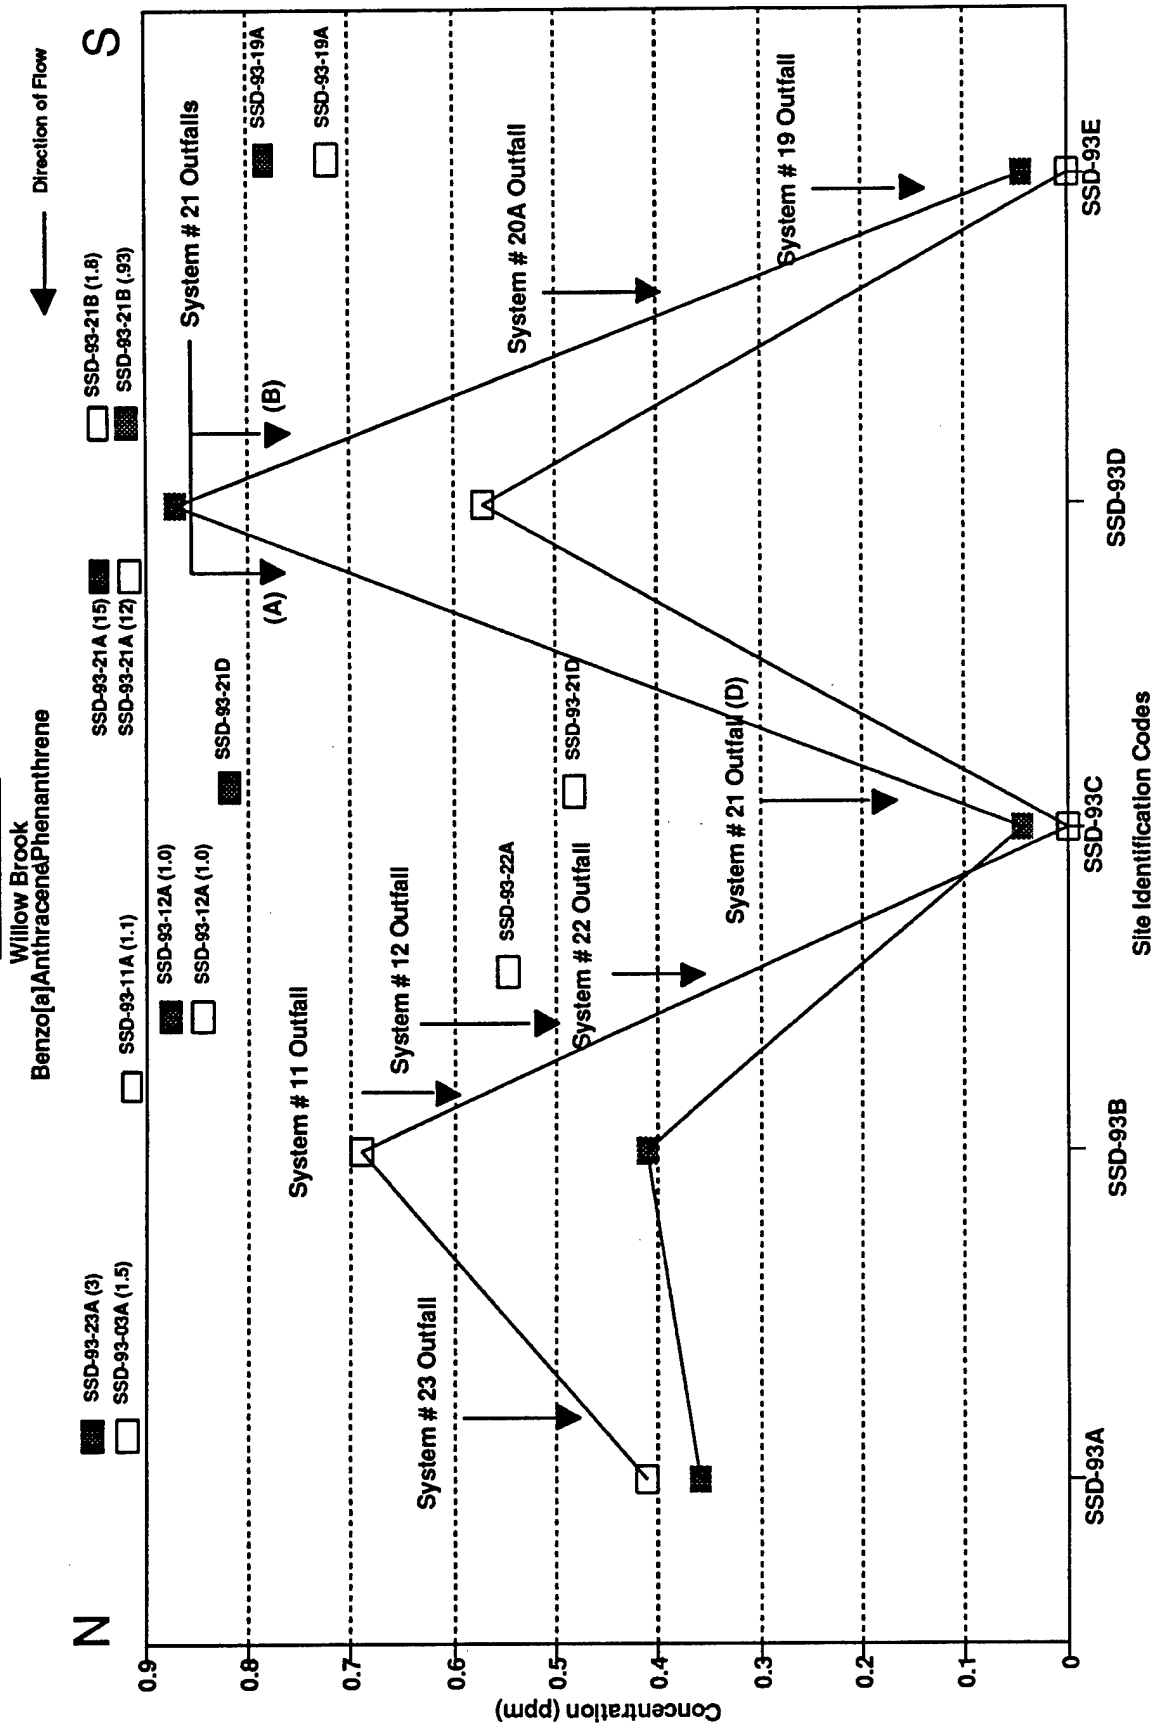 Willow Brook
Benzo[a]Anthracene/Phenanthrene
N
S
Direction of Flow
SSD-93-23A (3)
SSD-93-03A (1.5)
SSD-93-11A (1.1)
SSD-93-12A (1.0)
SSD-93-12A (1.0)
SSD-93-21A (15)
SSD-93-21A (12)
SSD-93-21B (1.8)
SSD-93-21B (.93)
SSD-93-21D
SSD-93-19A
SSD-93-19A
System # 21 Outfalls
(A)
(B)
System # 11 Outfall
System # 12 Outfall
SSD-93-22A
SSD-93-21D
System # 20A Outfall
System # 23 Outfall
System # 22 Outfall
System # 21 Outfall (D)
System # 19 Outfall
Concentration (ppm)
0.9
0.8
0.7
0.6
0.5
0.4
0.3
0.2
0.1
0
SSD-93A
SSD-93B
SSD-93C
SSD-93D
SSD-93E
Site Identification Codes